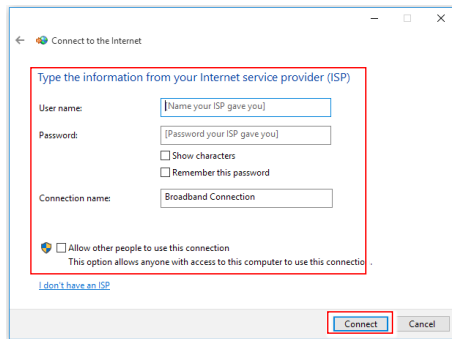 Connect to the Internet
Type the information from your Internet service provider (ISP)
User name:
[Name your ISP gave you]
Password:
[Password your ISP gave you]
Show characters
Remember this password
Connection name:
Broadband Connection
Allow other people to use this connection
This option allows anyone with access to this computer to use this connection.
I don't have an ISP
Connect
Cancel